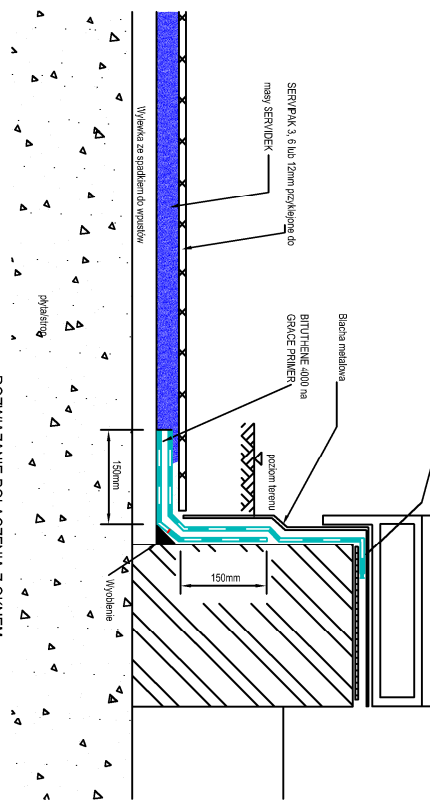 SERVIPAK 3, 6 lub 12mm przyklejone do
masy SERVIDEK
Blacha metalowa
BITUTHENE 4000 na
GRACE PRIMER
poziom terenu
Wylewka ze spadkiem do wpustów
płyta/strop
150mm
150mm
Wyoblenie